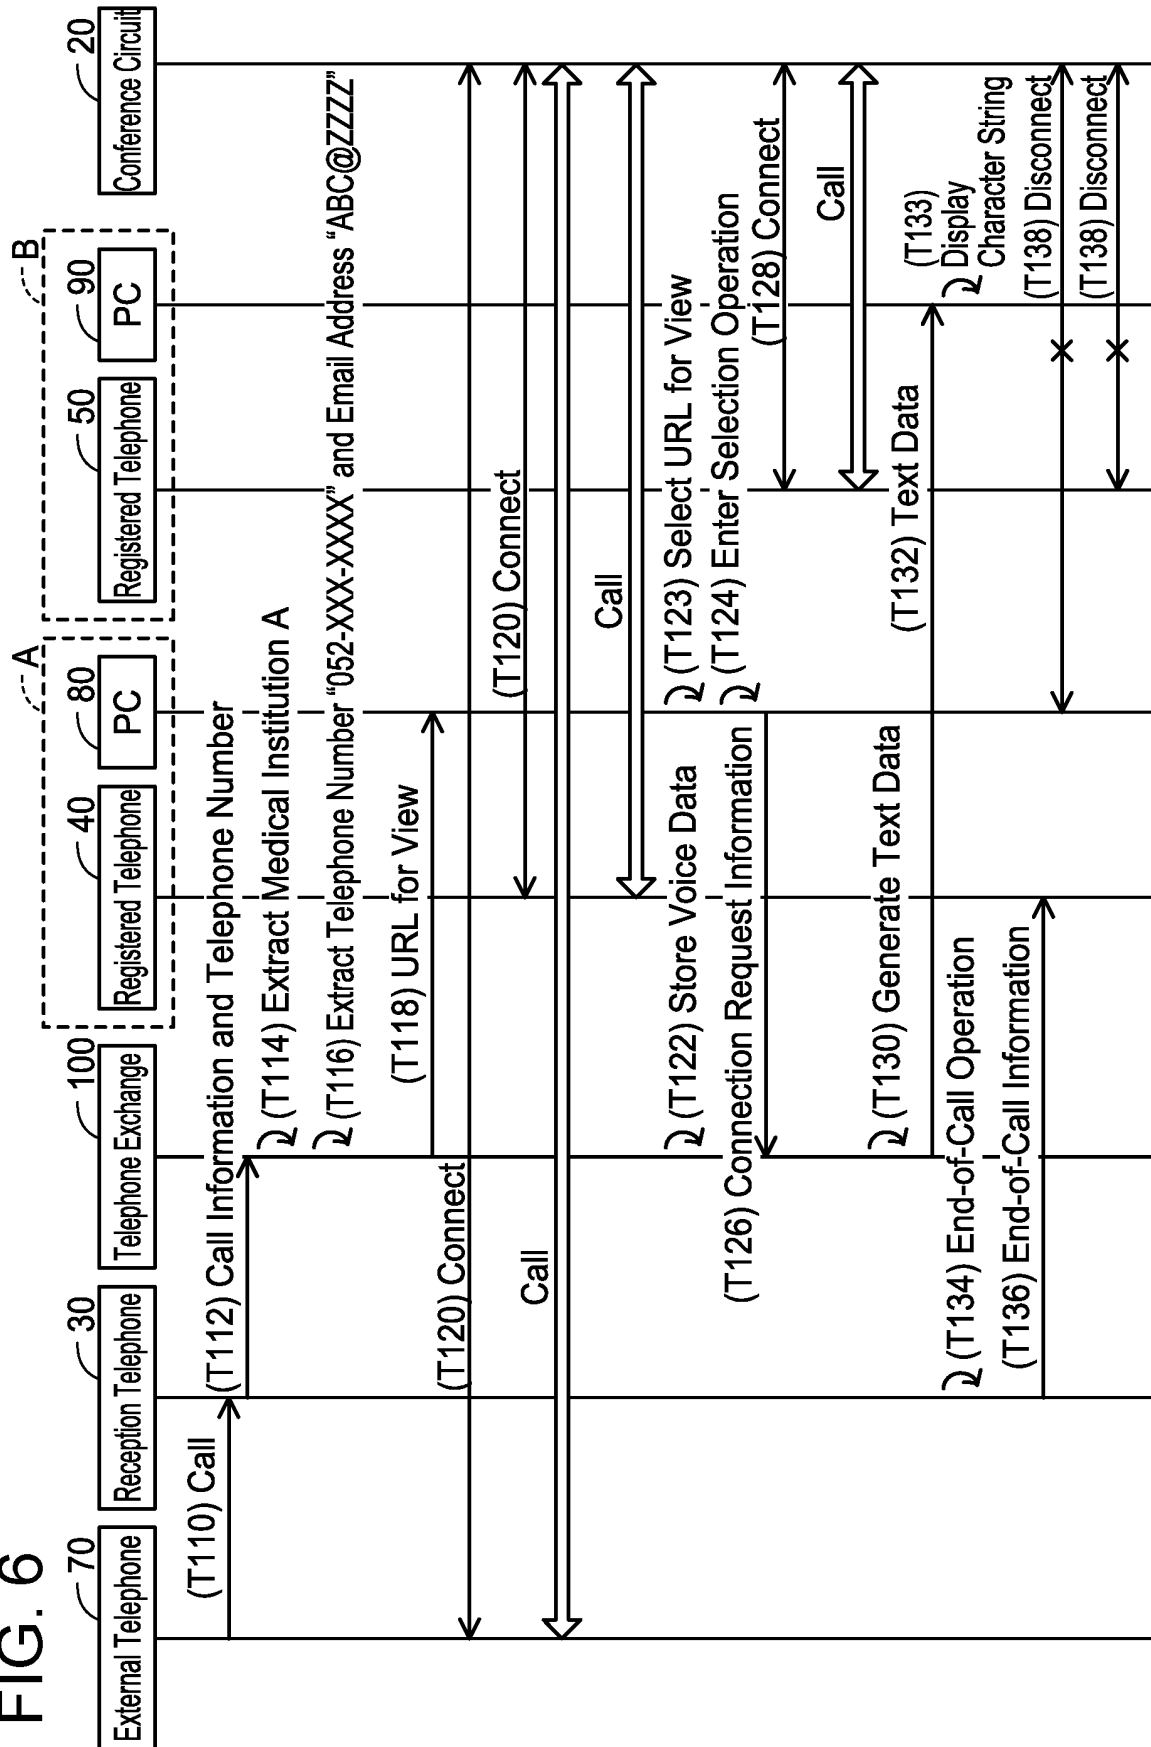 FIG. 6
70
External Telephone
30
Reception Telephone
100
Telephone Exchange
A
40
Registered Telephone
80
PC
B
50
Registered Telephone
90
PC
20
Conference Circuit
(T110) Call
(T112) Call Information and Telephone Number
(T114) Extract Medical Institution A
(T116) Extract Telephone Number “052-XXX-XXXX” and Email Address “ABC@ZZZZ”
(T118) URL for View
(T120) Connect
(T120) Connect
Call
Call
(T122) Store Voice Data
(T123) Select URL for View
(T124) Enter Selection Operation
(T126) Connection Request Information
(T128) Connect
Call
(T130) Generate Text Data
(T132) Text Data
(T133)
Display
Character String
(T134) End-of-Call Operation
(T136) End-of-Call Information
(T138) Disconnect
(T138) Disconnect